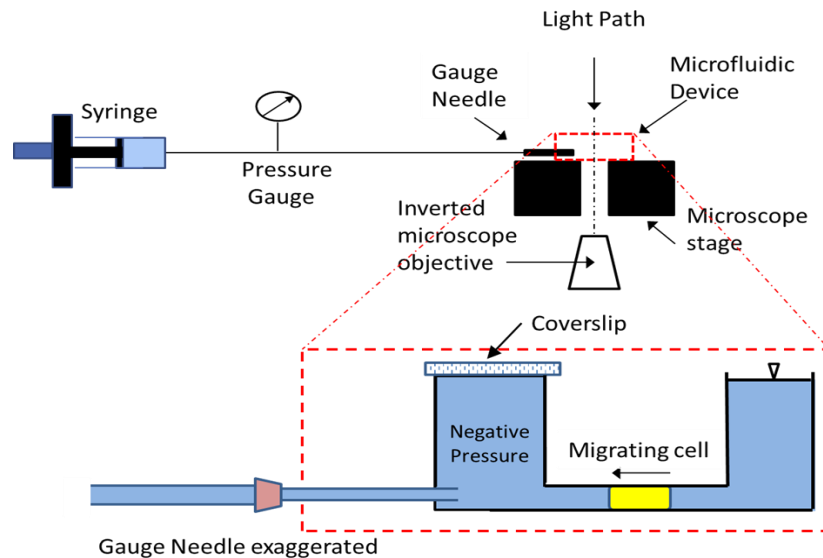 Light Path
Gauge
Needle
Microfluidic
Device
Syringe
Pressure
Gauge
Inverted
microscope
objective
Microscope
stage
Coverslip
Negative
Pressure
Migrating cell
Gauge Needle exaggerated